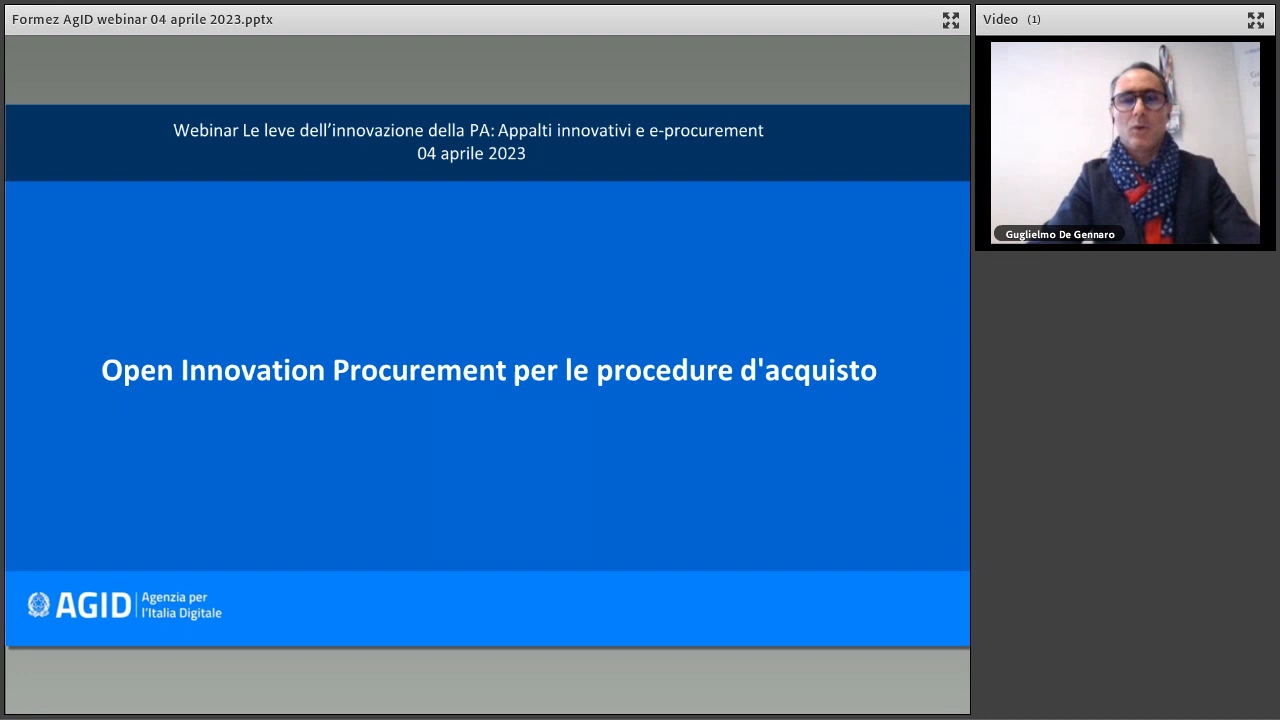 Formez AgID webinar 04 aprile 2023.pptx
Video (1)
Webinar Le leve dell’innovazione della PA: Appalti innovativi e e-procurement
04 aprile 2023
Guglielmo De Gennaro
Open Innovation Procurement per le procedure d'acquisto
AGID
Agenzia per
l'Italia Digitale